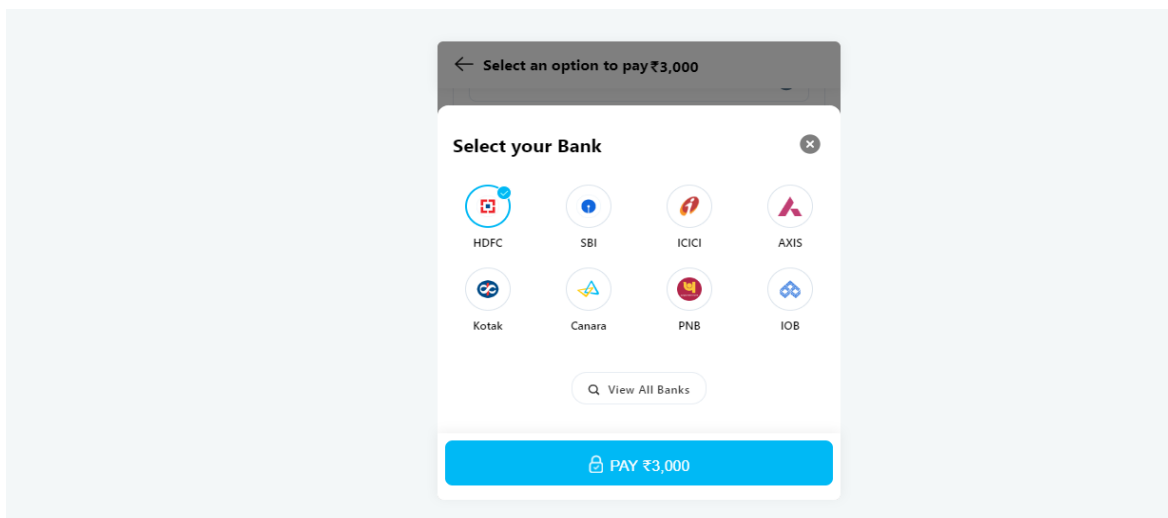 Select an option to pay ₹3,000
Select your Bank
HDFC SBI ICICI AXIS
Kotak Canara PNB IOB
View All Banks
PAY ₹3,000